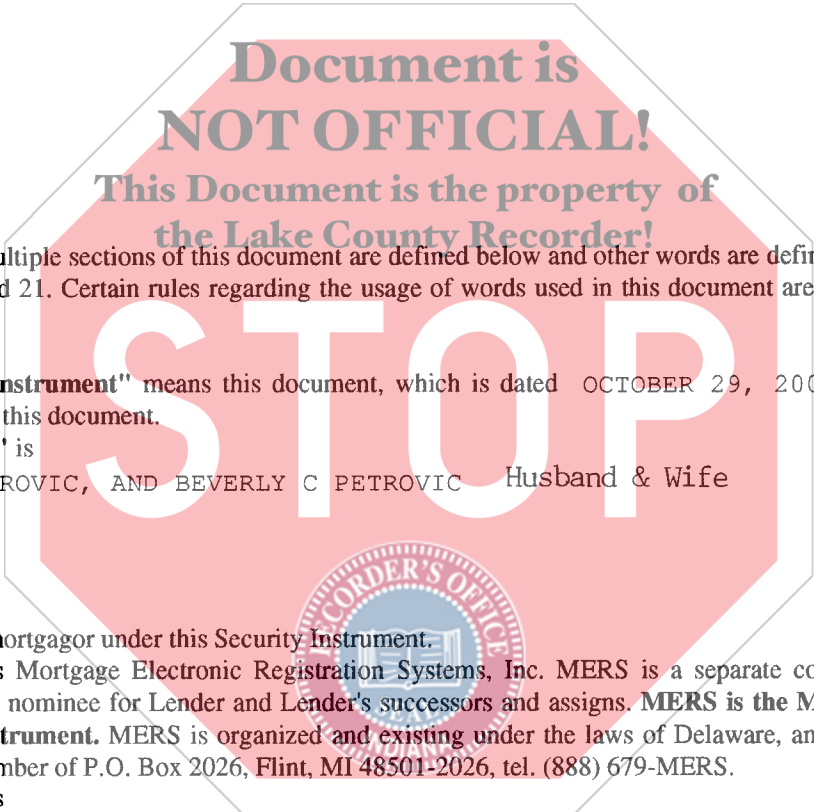 Document is
NOT OFFICIAL!
This Document is the property of
the Lake County Recorder!
ultiple sections of this document are defined below and other words are defin
d 21. Certain rules regarding the usage of words used in this document are
STOP
nstrument" means this document, which is dated OCTOBER 29, 200
this document.
" is
ROVIC, AND BEVERLY C PETROVIC Husband & Wife
RECORDER'S OFFICE
nortgagor under this Security Instrument.
s Mortgage Electronic Registration Systems, Inc. MERS is a separate co
nominee for Lender and Lender's successors and assigns. MERS is the M
SEAL
trument. MERS is organized and existing under the laws of Delaware, an
INDIANA
mber of P.O. Box 2026, Flint, MI 48501-2026, tel. (888) 679-MERS.
s